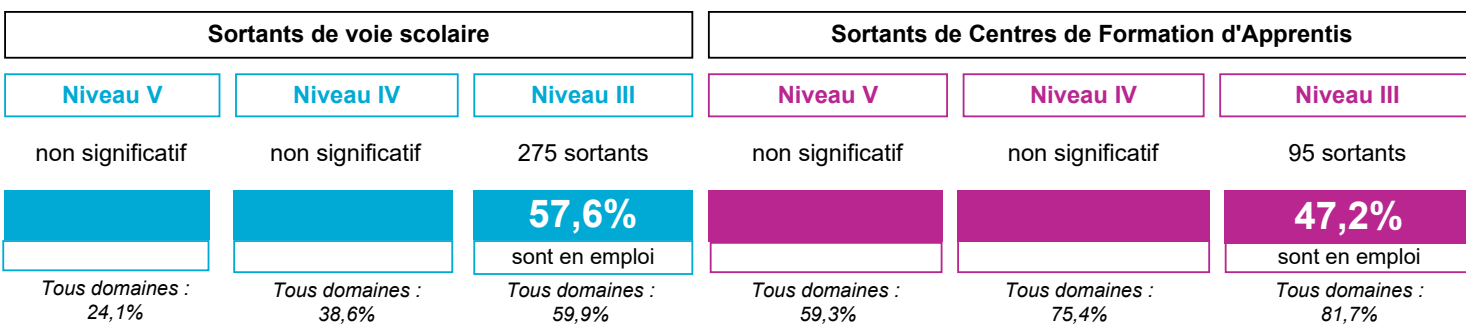 Sortants de voie scolaire
Sortants de Centres de Formation d'Apprentis
Niveau V
Niveau IV
Niveau III
Niveau V
Niveau IV
Niveau III
non significatif
non significatif
275 sortants
non significatif
non significatif
95 sortants
57,6%
47,2%
sont en emploi
sont en emploi
Tous domaines :
24,1%
Tous domaines :
38,6%
Tous domaines :
59,9%
Tous domaines :
59,3%
Tous domaines :
75,4%
Tous domaines :
81,7%